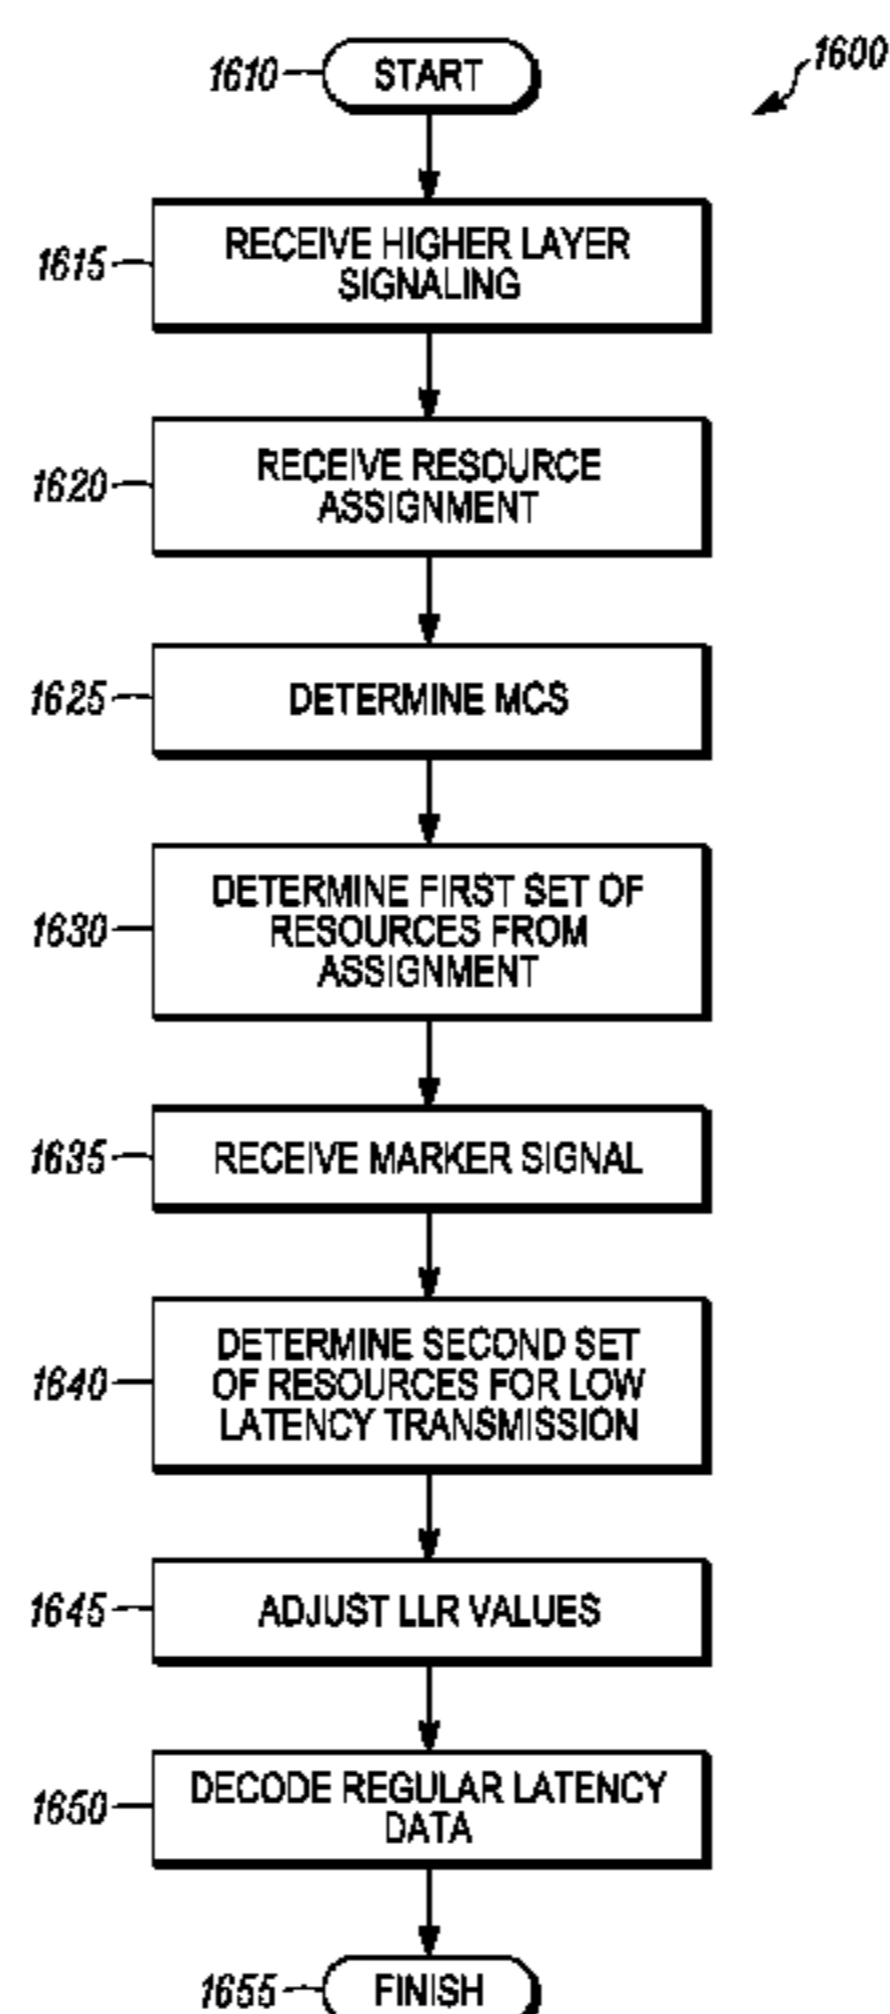 1600
1610 START
1615 RECEIVE HIGHER LAYER
SIGNALING
1620 RECEIVE RESOURCE
ASSIGNMENT
1625 DETERMINE MCS
DETERMINE FIRST SET OF
1630 RESOURCES FROM
ASSIGNMENT
1635 RECEIVE MARKER SIGNAL
DETERMINE SECOND SET
1640 OF RESOURCES FOR LOW
LATENCY TRANSMISSION
1645 ADJUST LLR VALUES
1650 DECODE REGULAR LATENCY
DATA
1655 FINISH